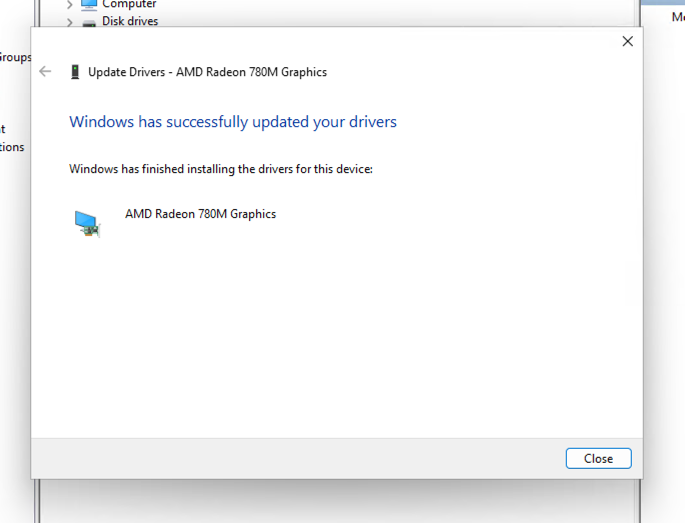 Computer
Disk drives
Groups
Update Drivers - AMD Radeon 780M Graphics
Windows has successfully updated your drivers
tions
Windows has finished installing the drivers for this device:
AMD Radeon 780M Graphics
Close